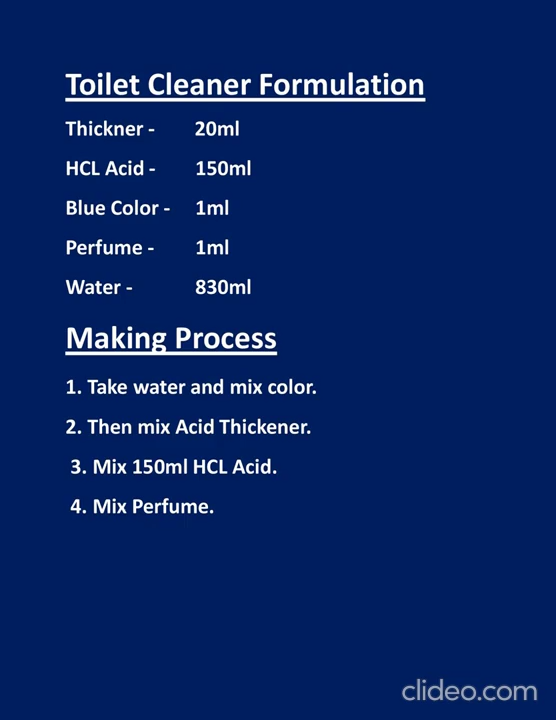 Toilet Cleaner Formulation
Thickner - 20ml
HCL Acid - 150ml
Blue Color - 1ml
Perfume - 1ml
Water - 830ml
Making Process
1. Take water and mix color.
2. Then mix Acid Thickener.
3. Mix 150ml HCL Acid.
4. Mix Perfume.
clideo.com